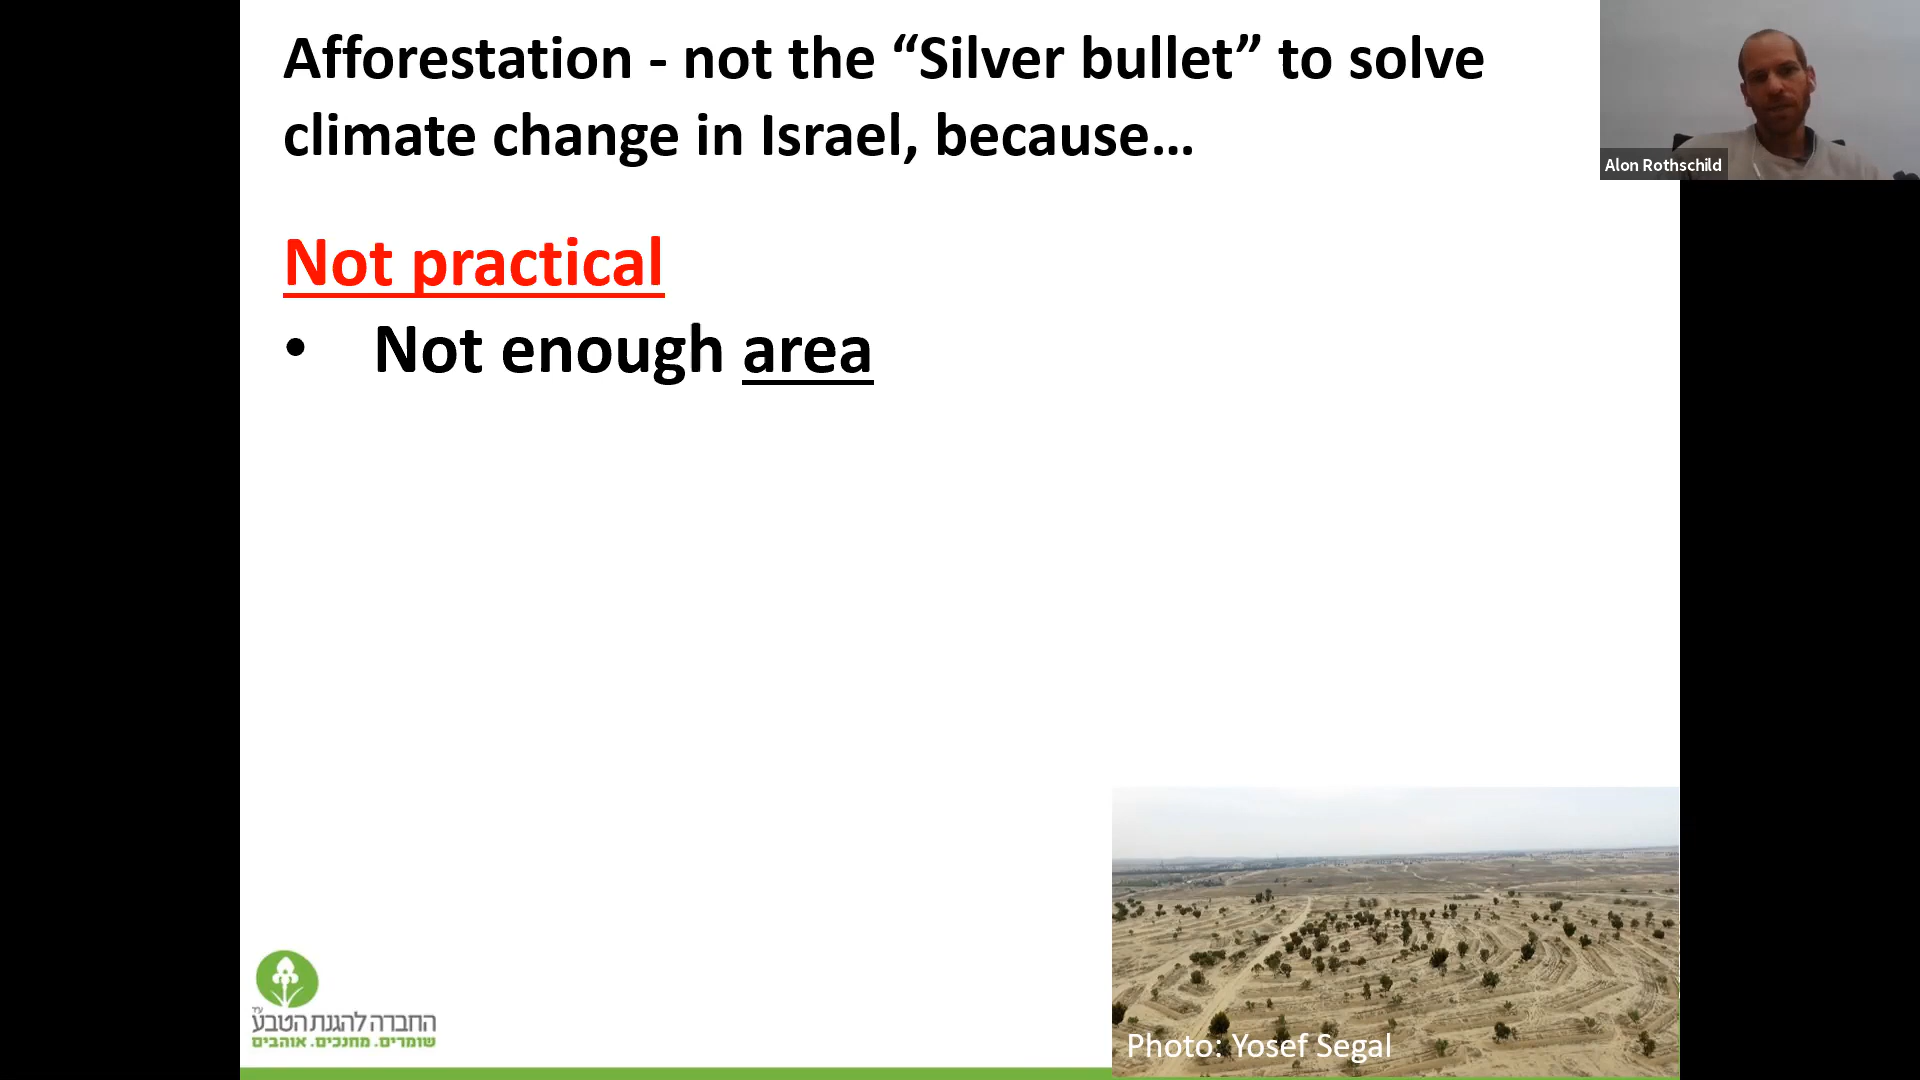 Afforestation - not the “Silver bullet” to solve
climate change in Israel, because...
Alon Rothschild
Not practical
• Not enough area
החברה להגנת הטבע ע״ר
שומרים. מחנכים. אוהבים
Photo: Yosef Segal